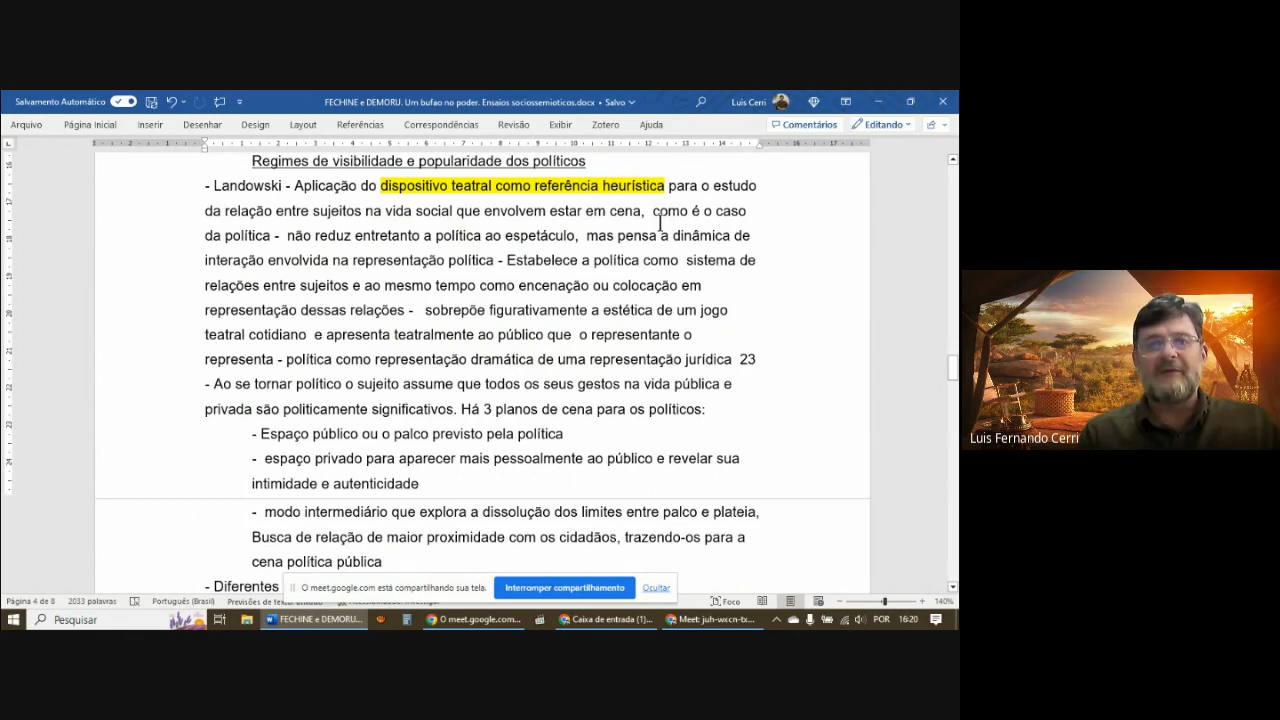 Salvamento Automático
FECHINE e DEMORU. Um bufao no poder. Ensaios sociossemioticos.docx • Salvo
Luis Cerri
Arquivo Página Inicial Inserir Desenhar Design Layout Referências Correspondências Revisão Exibir Zotero Ajuda Comentários Editando
Regimes de visibilidade e popularidade dos políticos
- Landowski - Aplicação do dispositivo teatral como referência heurística para o estudo
da relação entre sujeitos na vida social que envolvem estar em cena, como é o caso
da política - não reduz entretanto a política ao espetáculo, mas pensa a dinâmica de
interação envolvida na representação política - Estabelece a política como sistema de
relações entre sujeitos e ao mesmo tempo como encenação ou colocação em
representação dessas relações - sobrepõe figurativamente a estética de um jogo
teatral cotidiano e apresenta teatralmente ao público que o representante o
representa - política como representação dramática de uma representação jurídica 23
- Ao se tornar político o sujeito assume que todos os seus gestos na vida pública e
privada são politicamente significativos. Há 3 planos de cena para os políticos:
- Espaço público ou o palco previsto pela política
- espaço privado para aparecer mais pessoalmente ao público e revelar sua
intimidade e autenticidade
- modo intermediário que explora a dissolução dos limites entre palco e plateia,
Busca de relação de maior proximidade com os cidadãos, trazendo-os para a
cena política pública
- Diferentes
O meet.google.com está compartilhando sua tela. Interromper compartilhamento Ocultar
Página 4 de 8 2033 palavras Português (Brasil) Foco 140%
Pesquisar FECHINE e DEMORU... O meet.google.com... Caixa de entrada (1)... Meet: juh-wxcn-tx... POR 16:20
Luis Fernando Cerri